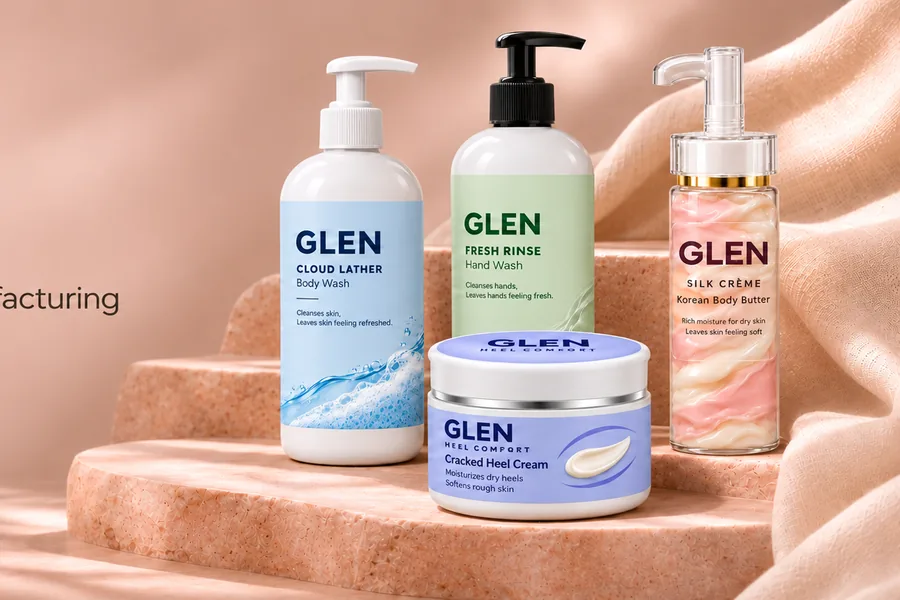 facturing
GLEN
CLOUD LATHER
Body Wash
Cleanses skin,
Leaves skin feeling refreshed.
GLEN
FRESH RINSE
Hand Wash
Cleanses hands,
Leaves hands feeling fresh.
GLEN
SILK CRÈME
Korean Body Butter
Rich moisture for dry skin
Leaves skin feeling soft
GLEN
HEEL COMFORT
GLEN
HEEL COMFORT
Cracked Heel Cream
Moisturizes dry heels
Softens rough skin